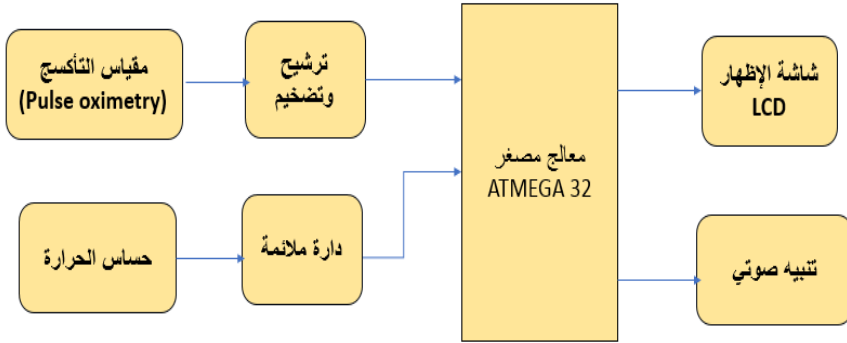 مقياس التأكسج
(Pulse oximetry)
ترشيح
وتضخيم
حساس الحرارة
دارة ملائمة
معالج مصغر
ATMEGA 32
شاشة الإظهار
LCD
تنبيه صوتي